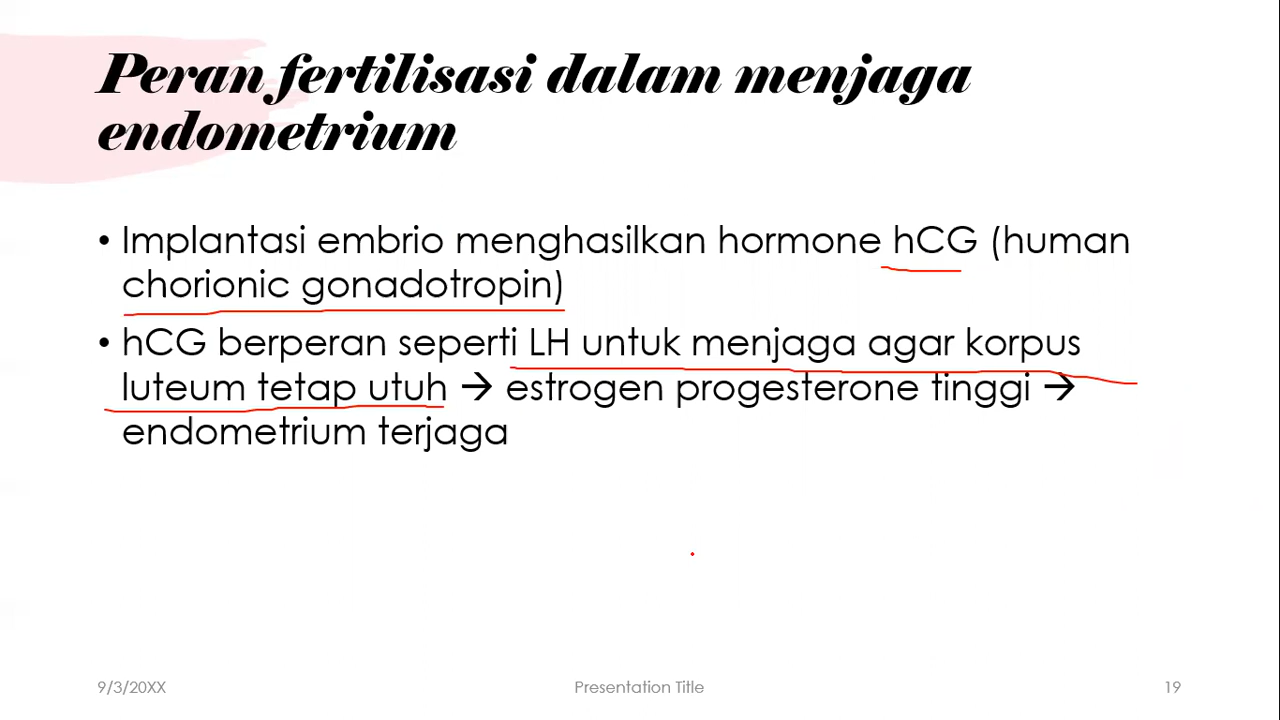 Peran fertilisasi dalam menjaga
endometrium
• Implantasi embrio menghasilkan hormone hCG (human
chorionic gonadotropin)
• hCG berperan seperti LH untuk menjaga agar korpus
luteum tetap utuh → estrogen progesterone tinggi →
endometrium terjaga
9/3/20XX
Presentation Title
19